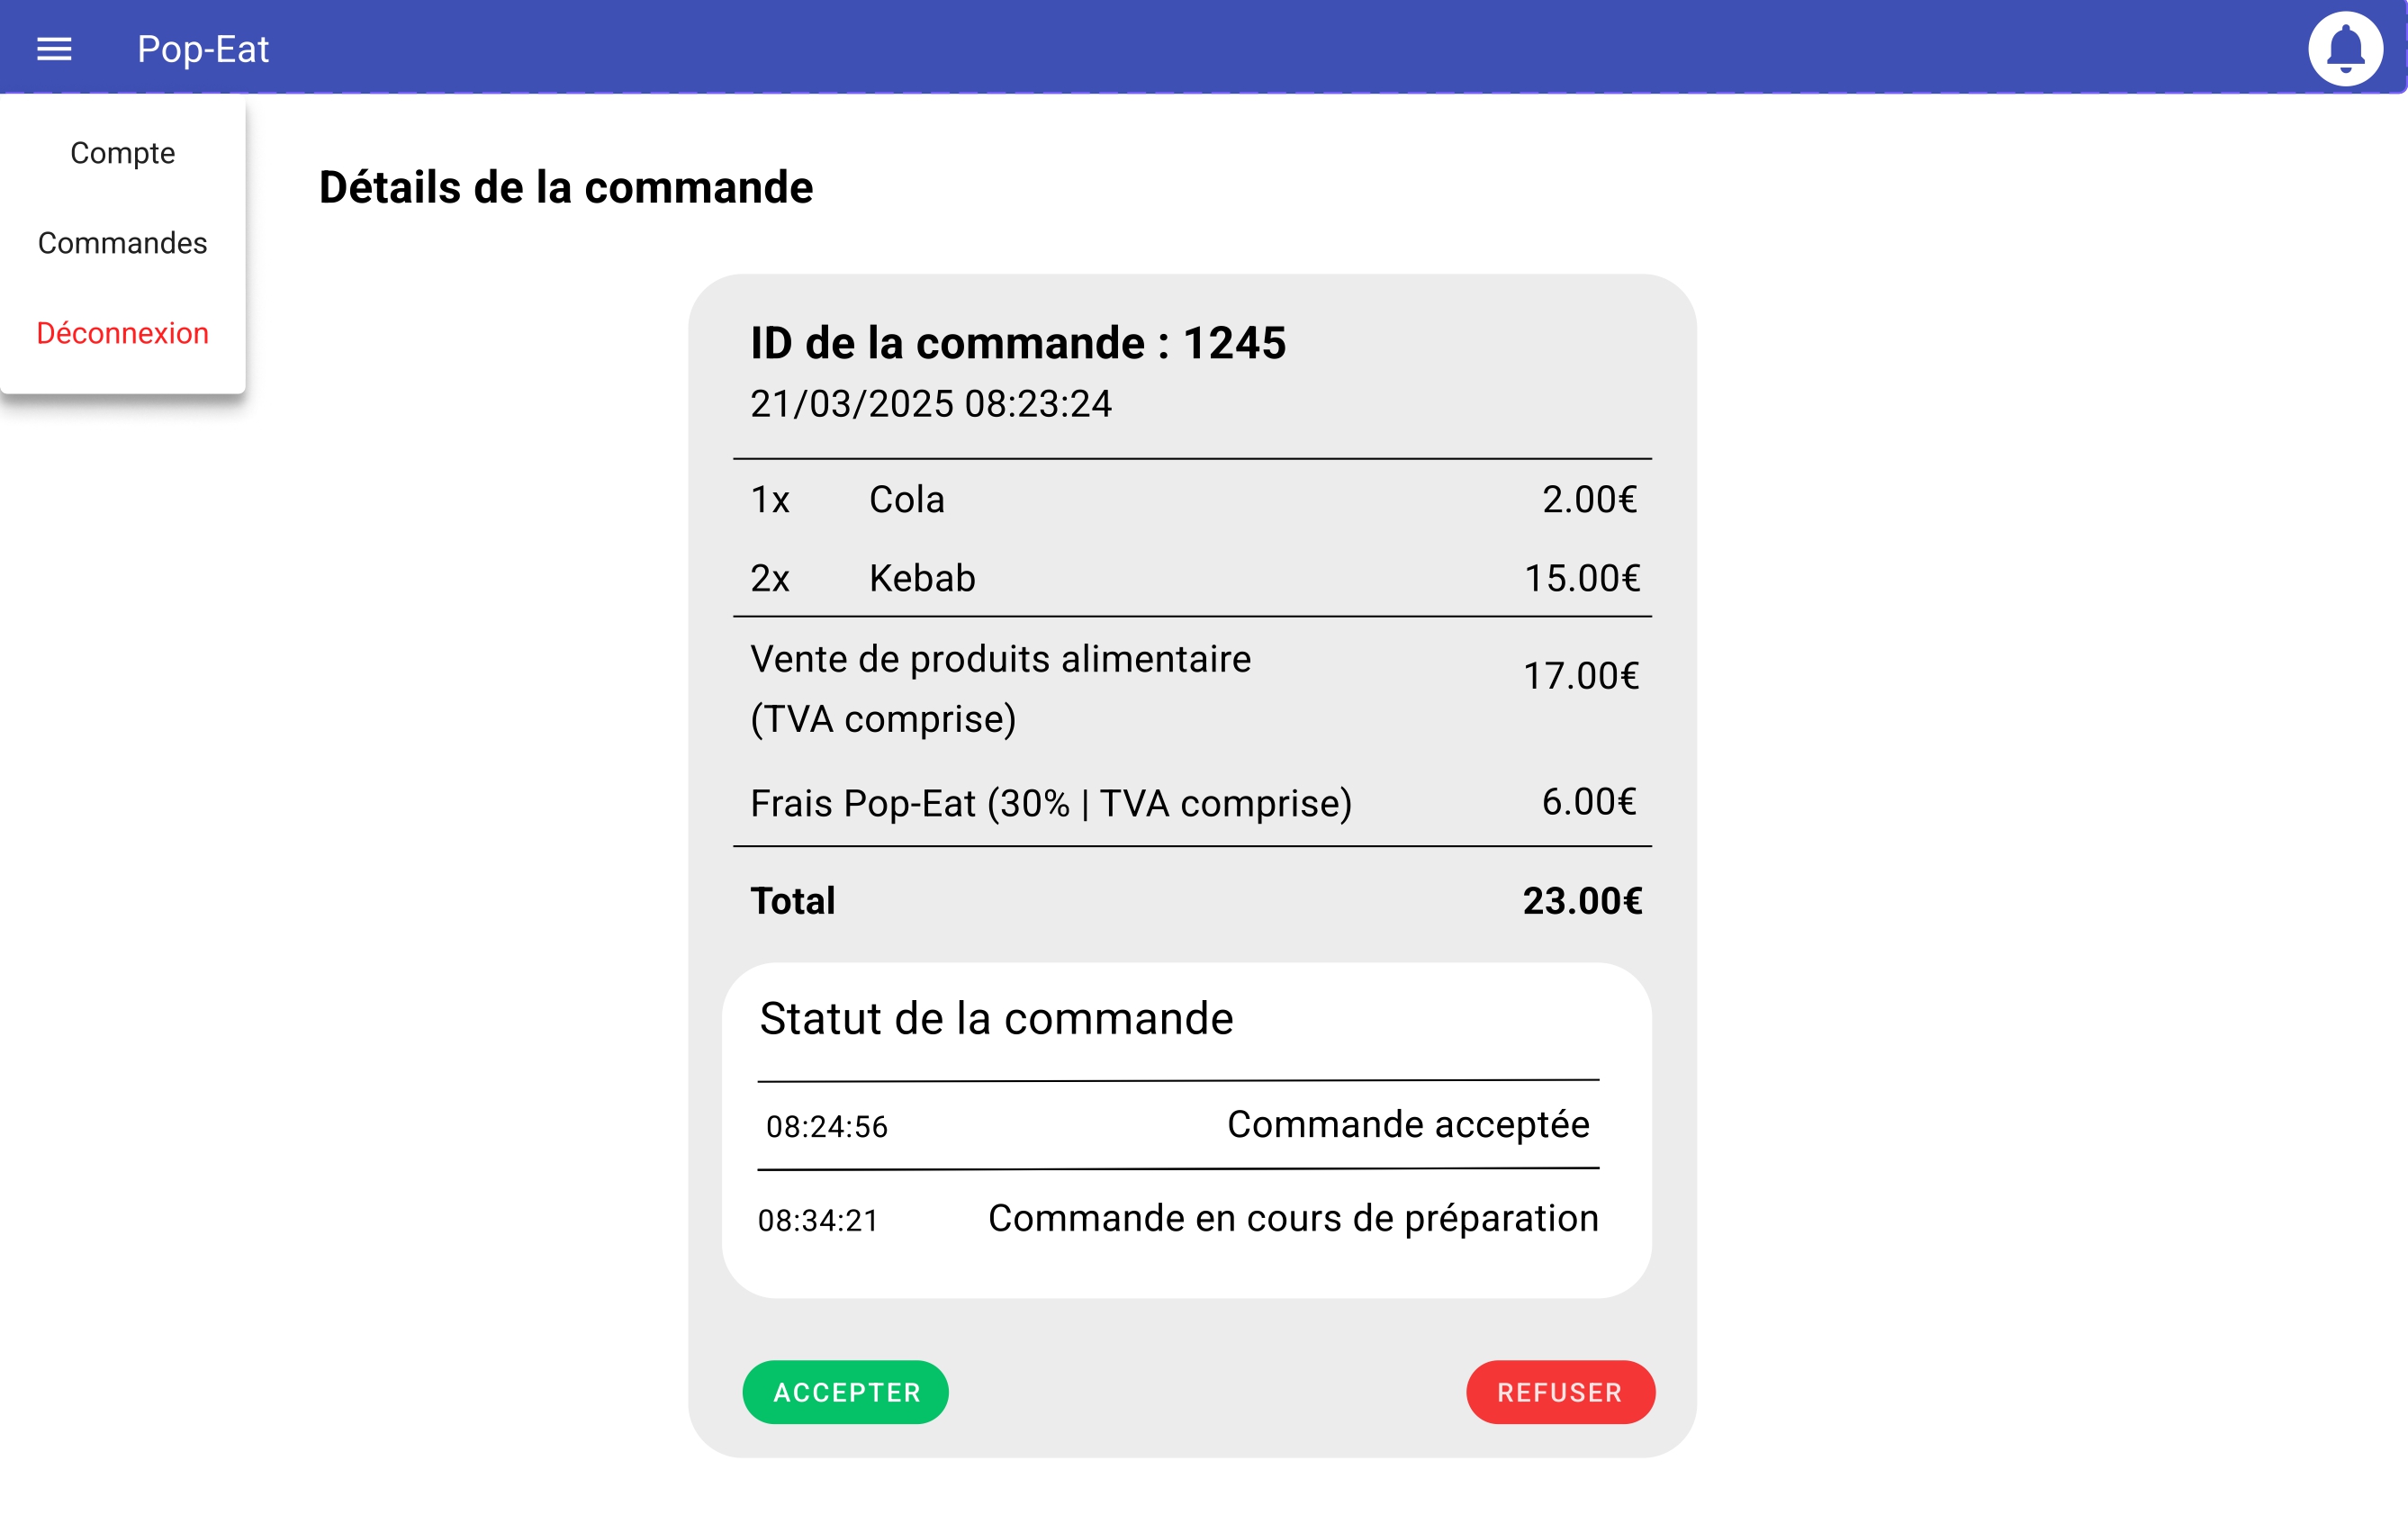 Pop-Eat
Compte
Commandes
Déconnexion
Détails de la commande
ID de la commande : 1245
21/03/2025 08:23:24
1x Cola 2.00€
2x Kebab 15.00€
Vente de produits alimentaire
(TVA comprise) 17.00€
Frais Pop-Eat (30% | TVA comprise) 6.00€
Total 23.00€
Statut de la commande
08:24:56 Commande acceptée
08:34:21 Commande en cours de préparation
ACCEPTER REFUSER